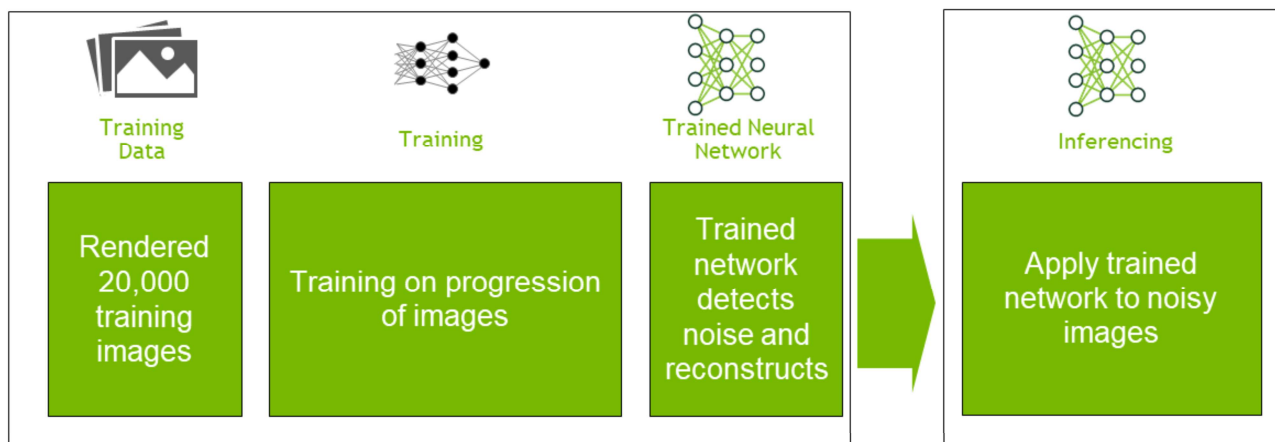 Training
Data
Training
Trained Neural
Network
Inferencing
Rendered
20,000
training
images
Training on progression
of images
Trained
network
detects
noise and
reconstructs
Apply trained
network to noisy
images